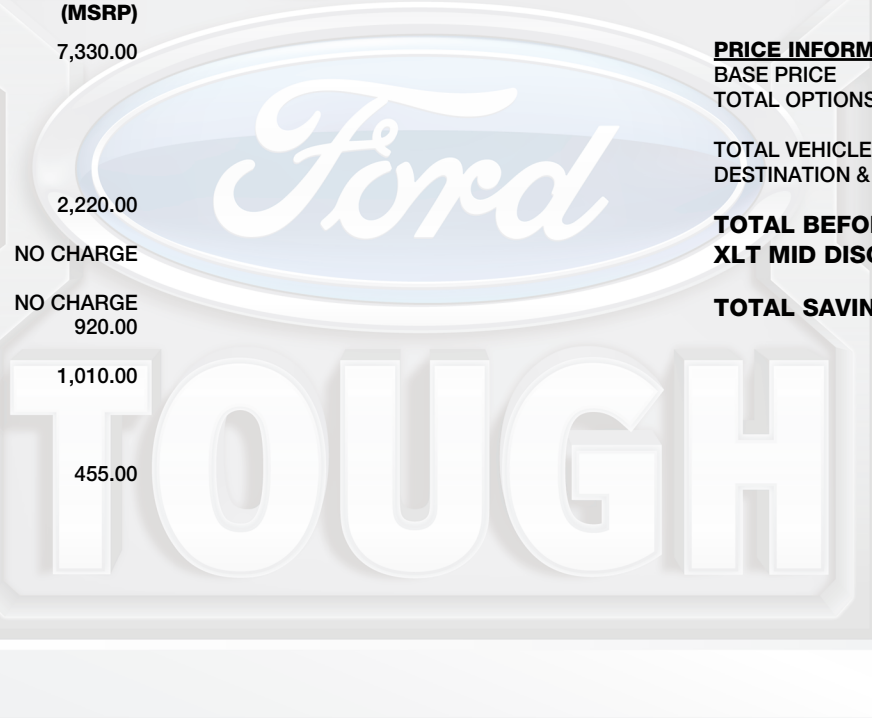 (MSRP)
7,330.00
2,220.00
NO CHARGE
NO CHARGE
920.00
1,010.00
455.00
PRICE INFORM
BASE PRICE
TOTAL OPTIONS
TOTAL VEHICLE
DESTINATION &
TOTAL BEFO
XLT MID DISC
TOTAL SAVIN
Ford
TOUGH